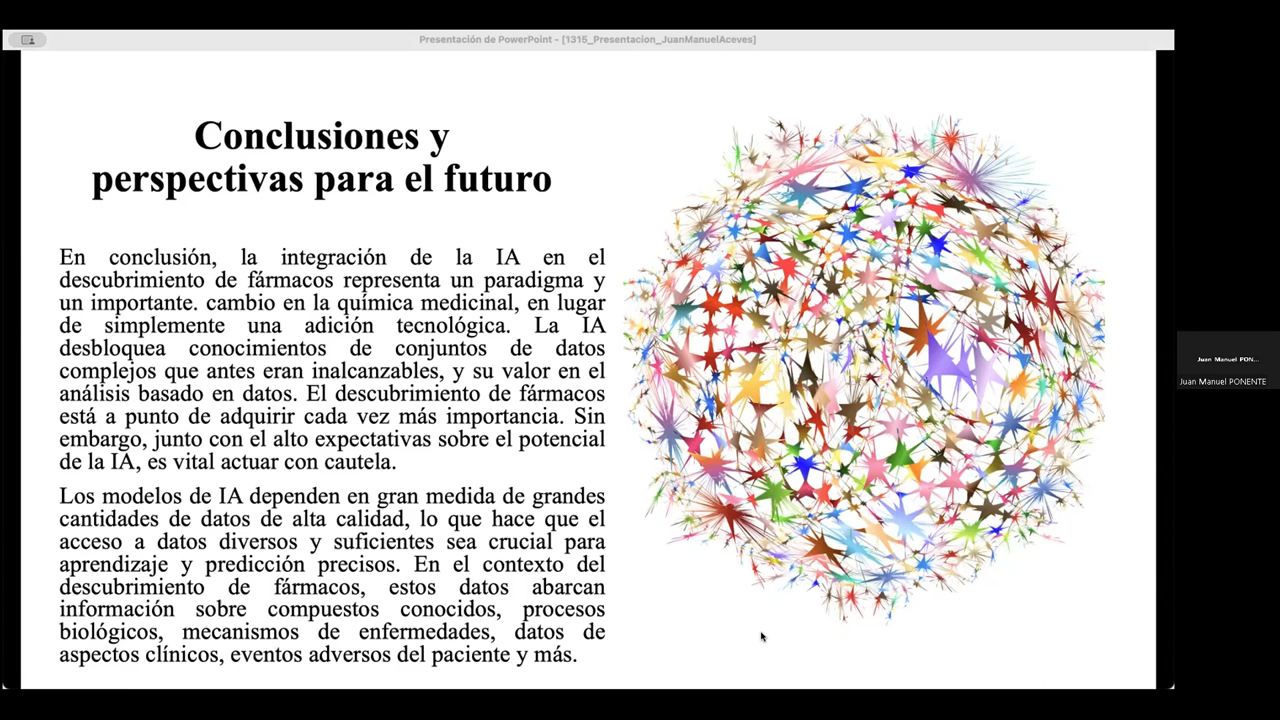 Presentación de PowerPoint - [1315_Presentacion_JuanManuelAceves]
Conclusiones y
perspectivas para el futuro
En conclusión, la integración de la IA en el
descubrimiento de fármacos representa un paradigma y
un importante. cambio en la química medicinal, en lugar
de simplemente una adición tecnológica. La IA
desbloquea conocimientos de conjuntos de datos
complejos que antes eran inalcanzables, y su valor en el
análisis basado en datos. El descubrimiento de fármacos
está a punto de adquirir cada vez más importancia. Sin
embargo, junto con el alto expectativas sobre el potencial
de la IA, es vital actuar con cautela.
Los modelos de IA dependen en gran medida de grandes
cantidades de datos de alta calidad, lo que hace que el
acceso a datos diversos y suficientes sea crucial para
aprendizaje y predicción precisos. En el contexto del
descubrimiento de fármacos, estos datos abarcan
información sobre compuestos conocidos, procesos
biológicos, mecanismos de enfermedades, datos de
aspectos clínicos, eventos adversos del paciente y más.
Juan Manuel PON...
Juan Manuel PONENTE